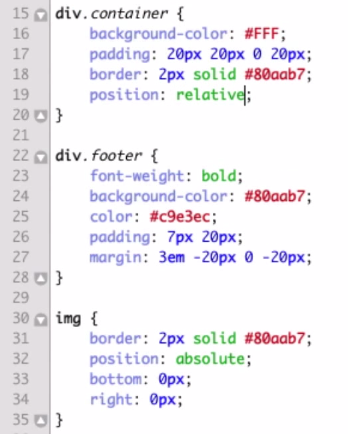 15 div.container {
16 background-color: #FFF;
17 padding: 20px 20px 0 20px;
18 border: 2px solid #80aab7;
19 position: relative;
20 }
21
22 div.footer {
23 font-weight: bold;
24 background-color: #80aab7;
25 color: #c9e3ec;
26 padding: 7px 20px;
27 margin: 3em -20px 0 -20px;
28 }
29
30 img {
31 border: 2px solid #80aab7;
32 position: absolute;
33 bottom: 0px;
34 right: 0px;
35 }